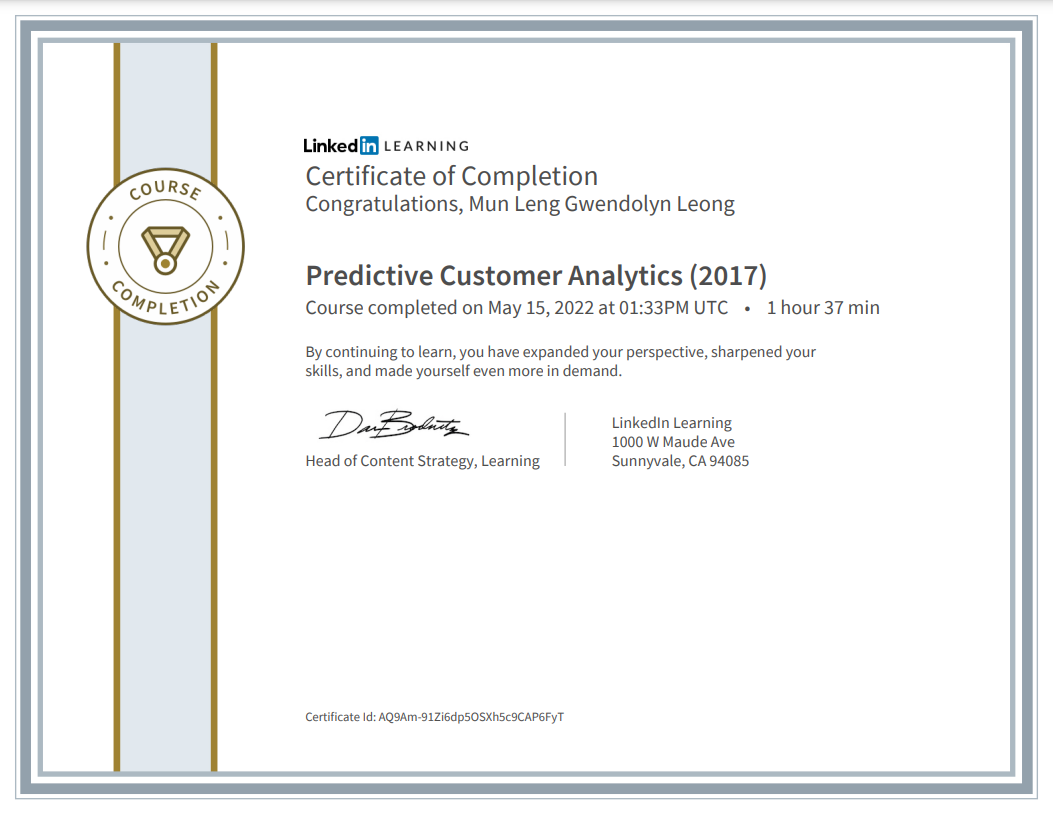 COURSE
COMPLETION
Linked in LEARNING
Certificate of Completion
Congratulations, Mun Leng Gwendolyn Leong
Predictive Customer Analytics (2017)
Course completed on May 15, 2022 at 01:33PM UTC • 1 hour 37 min
By continuing to learn, you have expanded your perspective, sharpened your
skills, and made yourself even more in demand.
Head of Content Strategy, Learning
LinkedIn Learning
1000 W Maude Ave
Sunnyvale, CA 94085
Certificate Id: AQ9Am-91Zi6dp5OSXh5c9CAP6FyT